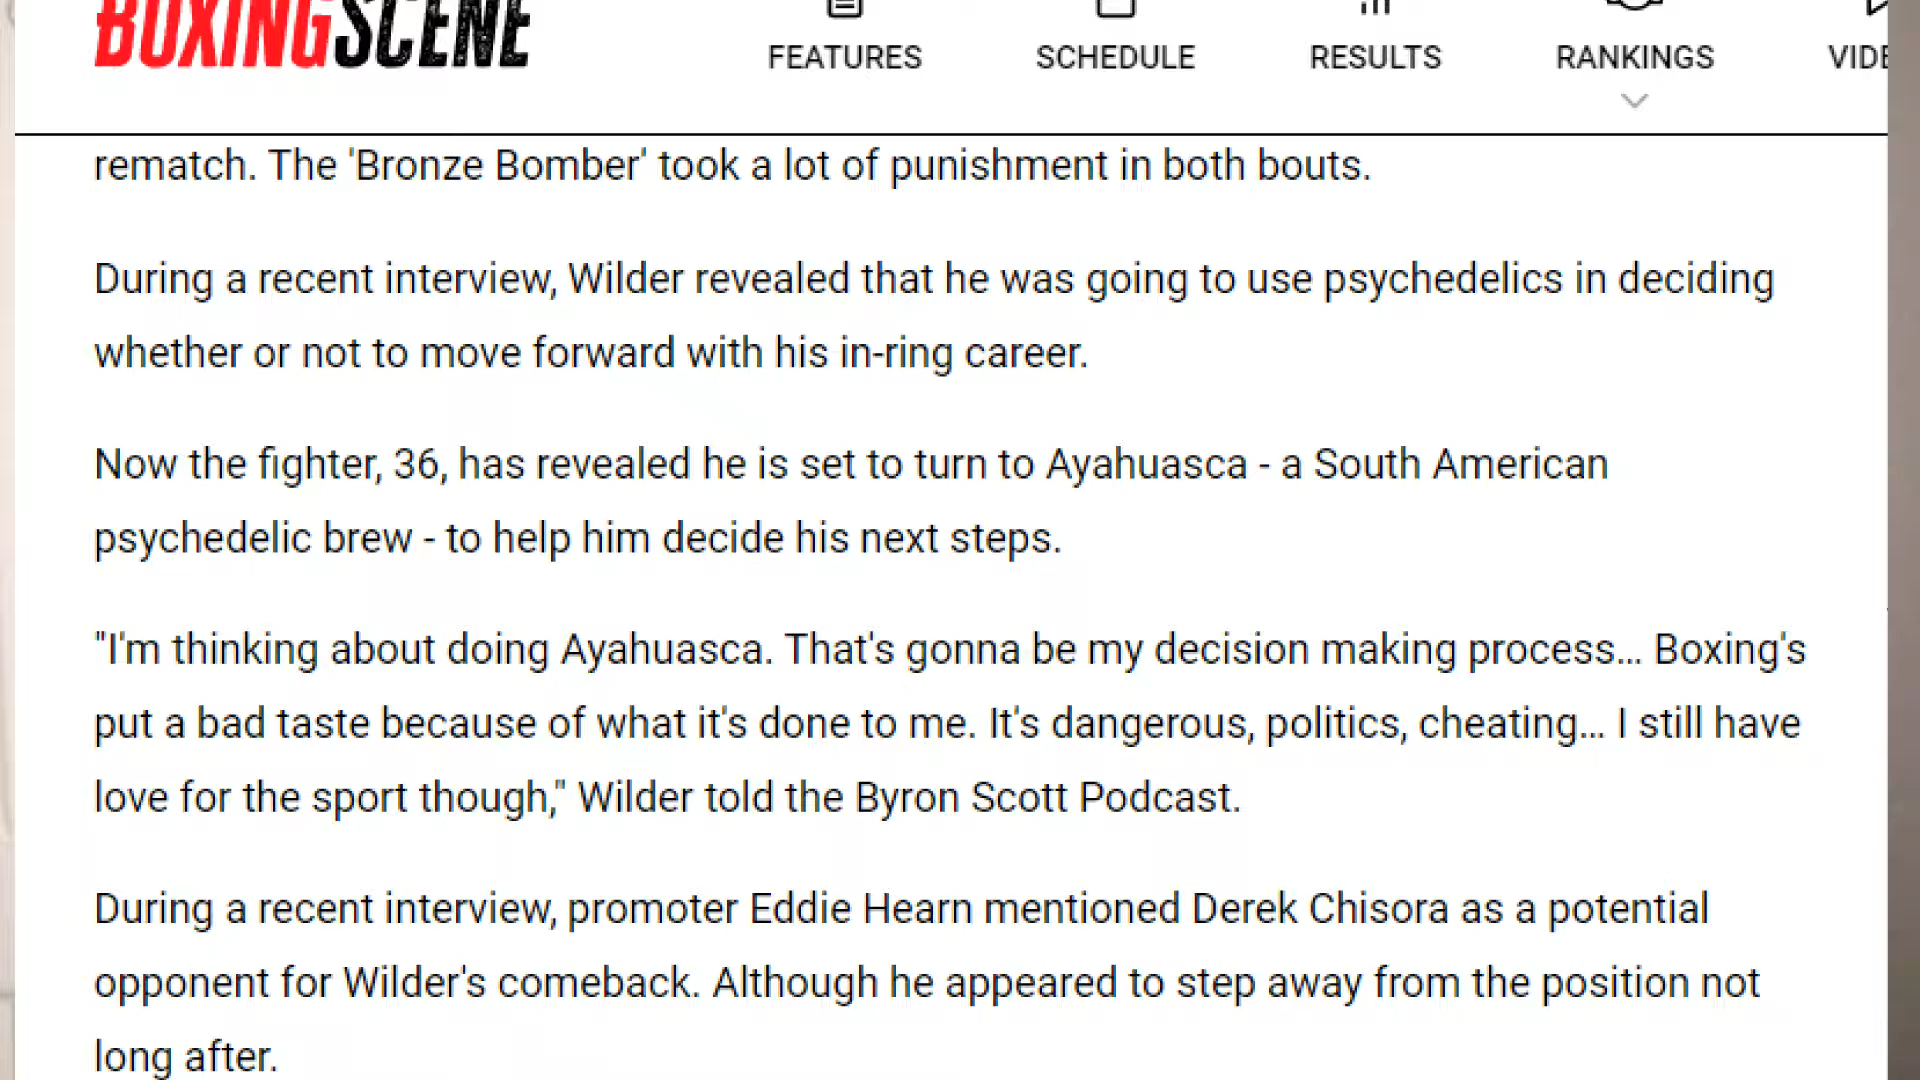 BOXINGSCENE
FEATURES SCHEDULE RESULTS RANKINGS
rematch. The 'Bronze Bomber' took a lot of punishment in both bouts.
During a recent interview, Wilder revealed that he was going to use psychedelics in deciding
whether or not to move forward with his in-ring career.
Now the fighter, 36, has revealed he is set to turn to Ayahuasca - a South American
psychedelic brew - to help him decide his next steps.
"I'm thinking about doing Ayahuasca. That's gonna be my decision making process... Boxing's
put a bad taste because of what it's done to me. It's dangerous, politics, cheating... I still have
love for the sport though," Wilder told the Byron Scott Podcast.
During a recent interview, promoter Eddie Hearn mentioned Derek Chisora as a potential
opponent for Wilder's comeback. Although he appeared to step away from the position not
long after.